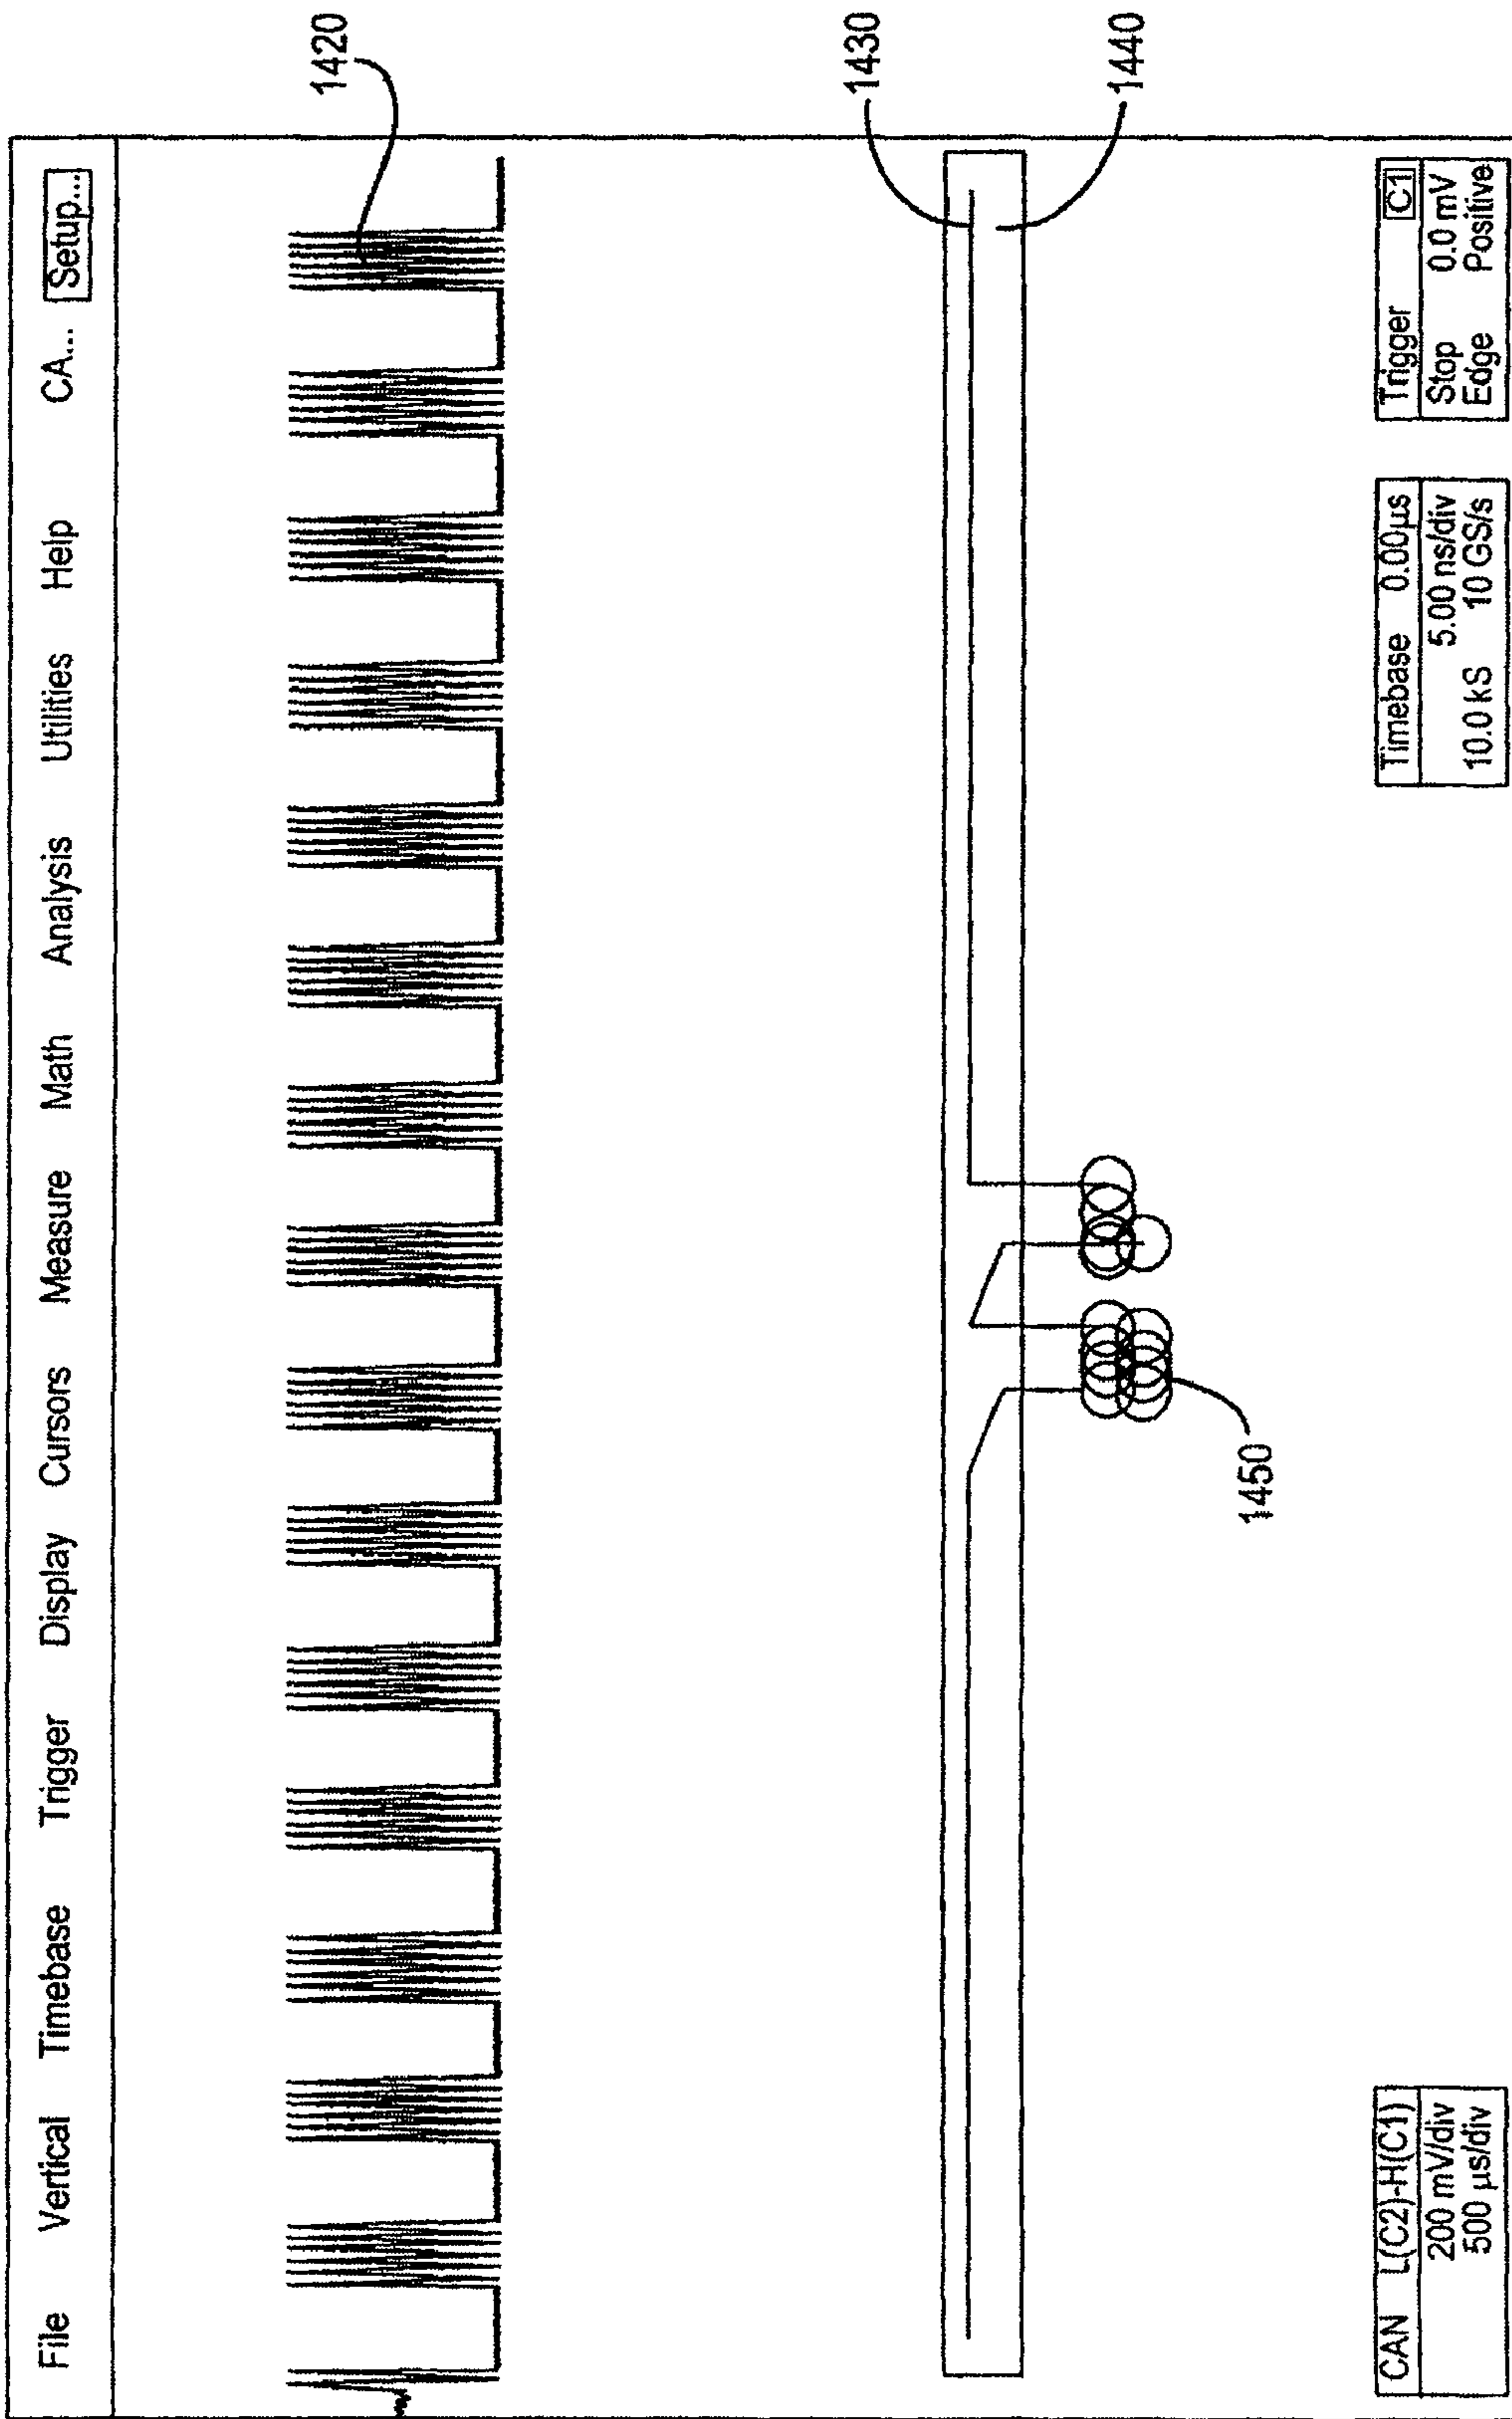 File Vertical Timebase Trigger Display Cursors Measure Math Analysis Utilities Help CA... Setup...
1420
1430
1440
1450
CAN L(C2)-H(C1)
200 mV/div
500 µs/div
Timebase 0.00µs
5.00 ns/div
10.0 kS 10 GS/s
Trigger C1
Stop 0.0 mV
Edge Positive